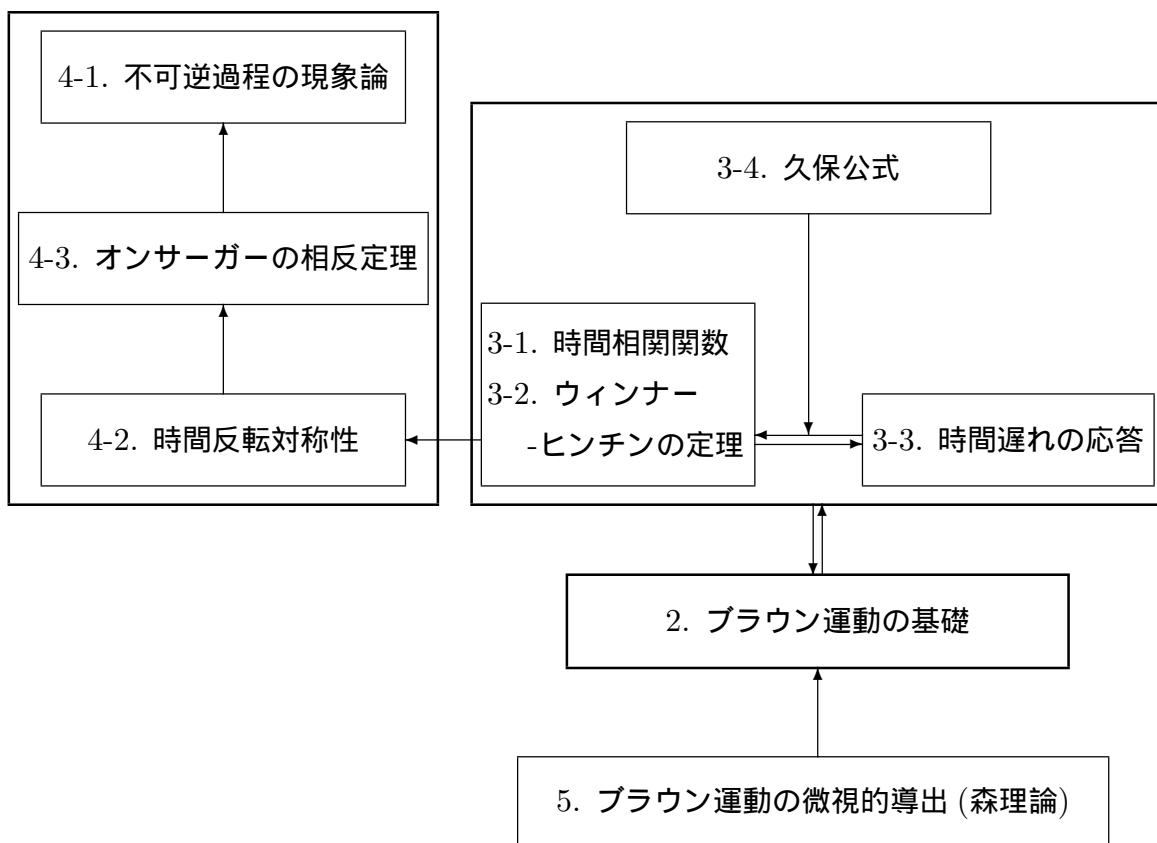 4-1. 不可逆過程の現象論
3-4. 久保公式
4-3. オンサーガーの相反定理
3-1. 時間相関関数
3-2. ウィンナー
-ヒンチンの定理
4-2. 時間反転対称性
3-3. 時間遅れの応答
2. ブラウン運動の基礎
5. ブラウン運動の微視的導出 (森理論)